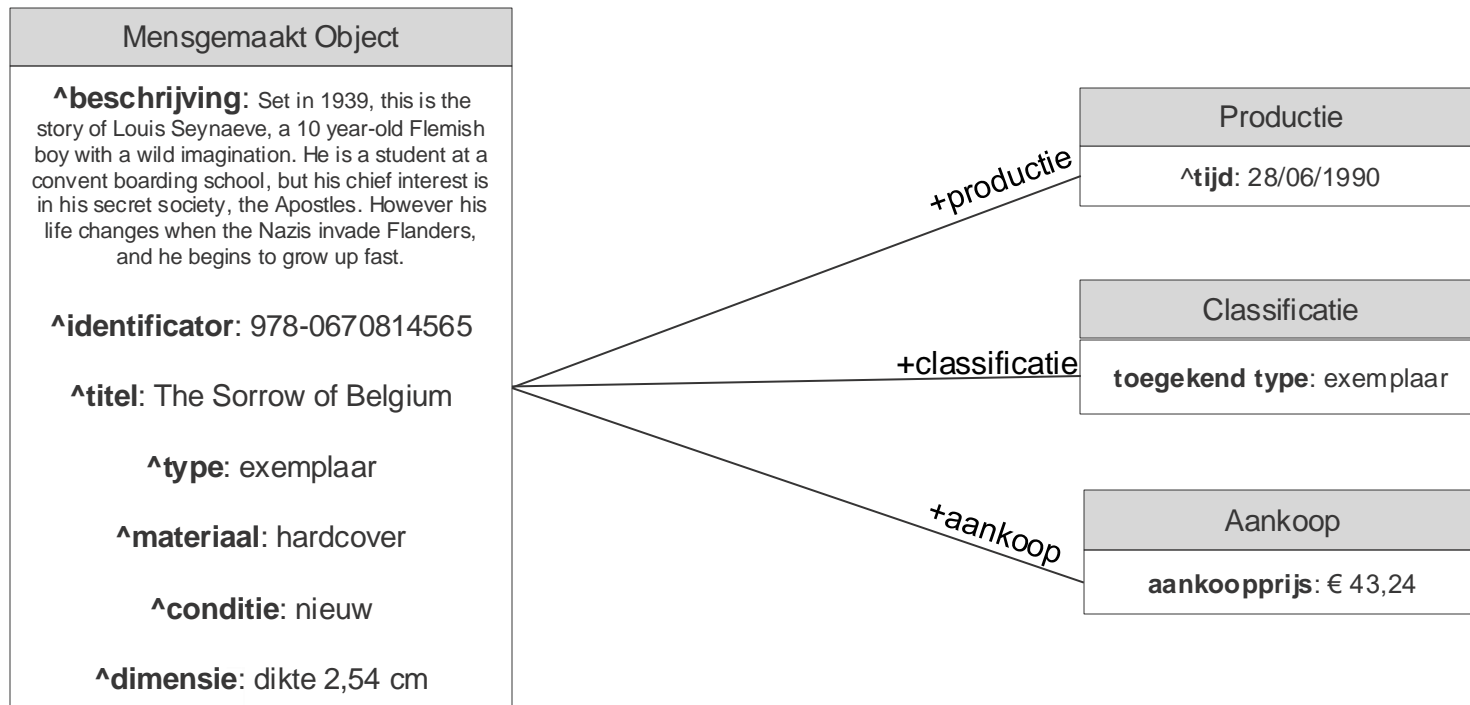 Mensgemaakt Object
^beschrijving: Set in 1939, this is the
story of Louis Seynaeve, a 10 year-old Flemish
boy with a wild imagination. He is a student at a
convent boarding school, but his chief interest is
in his secret society, the Apostles. However his
life changes when the Nazis invade Flanders,
and he begins to grow up fast.
^identificator: 978-0670814565
^titel: The Sorrow of Belgium
^type: exemplaar
^materiaal: hardcover
^conditie: nieuw
^dimensie: dikte 2,54 cm
+productie
Productie
^tijd: 28/06/1990
+classificatie
Classificatie
toegekend type: exemplaar
+aankoop
Aankoop
aankoopprijs: € 43,24